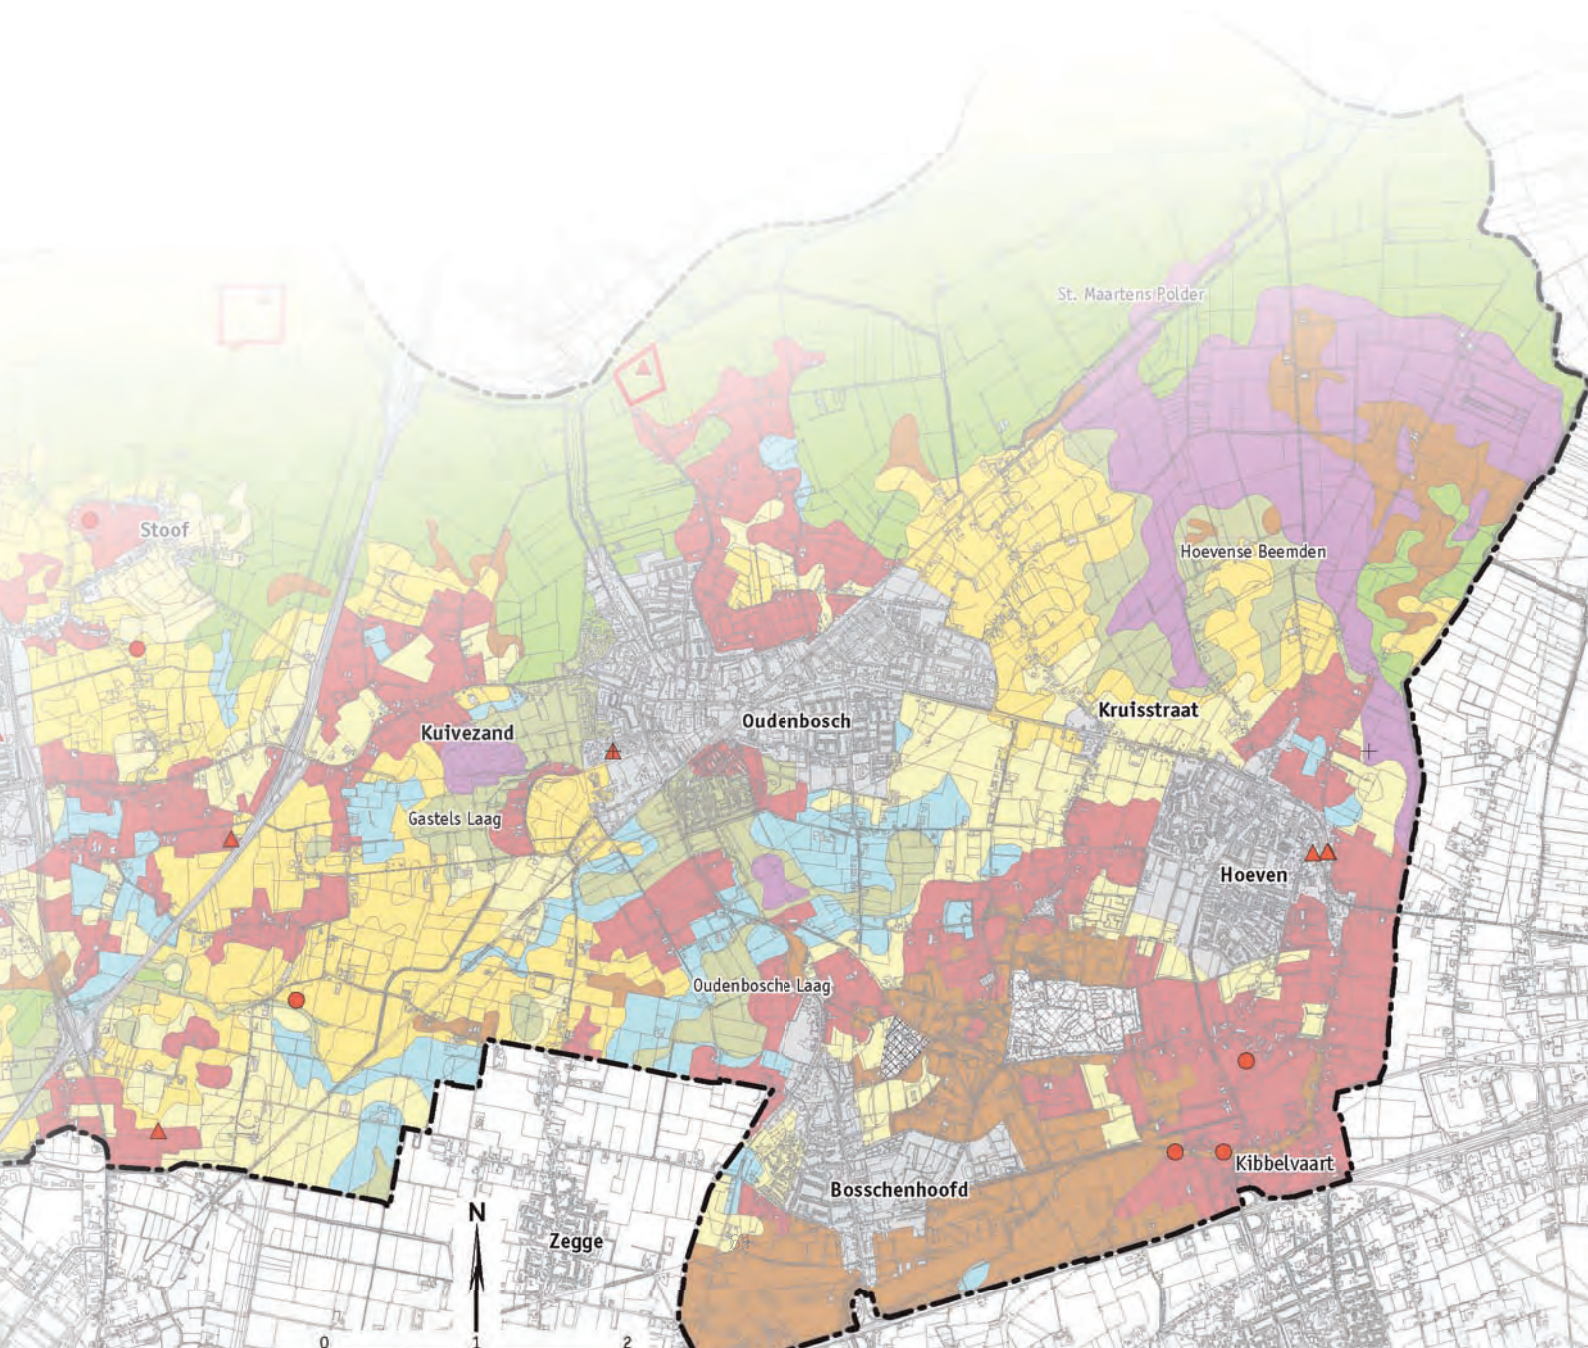 St. Maartens Polder
Stoof
Hoevense Beemden
Kruisstraat
Oudenbosch
Kuivezand
Gastels Laag
Hoeven
Oudenbossche Laag
Kibbelvaart
Bosschenhoofd
N
Zegge
0 1 2